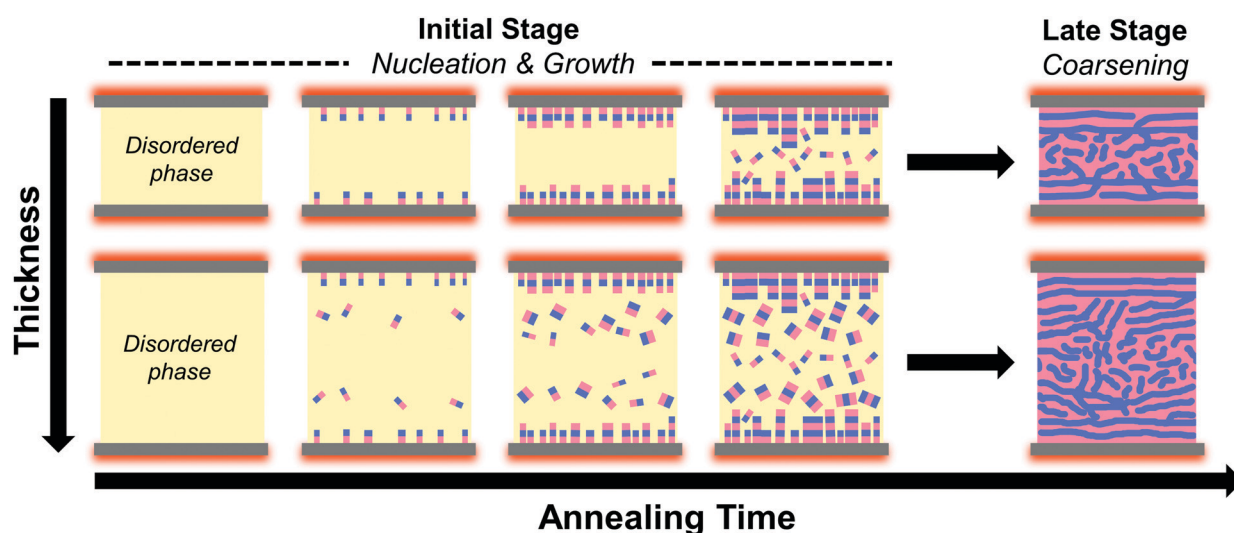 Initial Stage
Nucleation & Growth
Late Stage
Coarsening
Thickness
Disordered
phase
Disordered
phase
Annealing Time